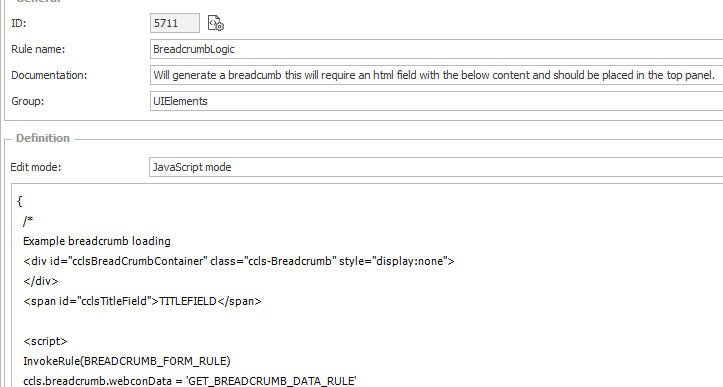 General
ID: 5711
Rule name: BreadcrumbLogic
Documentation: Will generate a breadcumb this will require an html field with the below content and should be placed in the top panel.
Group: UIElements
Definition
Edit mode: JavaScript mode
{
/*
Example breadcrumb loading
<div id="cclsBreadCrumbContainer" class="ccls-Breadcrumb" style="display:none">
</div>
<span id="cclsTitleField">TITLEFIELD</span>
<script>
InvokeRule(BREADCRUMB_FORM_RULE)
ccls.breadcrumb.webconData = 'GET_BREADCRUMB_DATA_RULE'